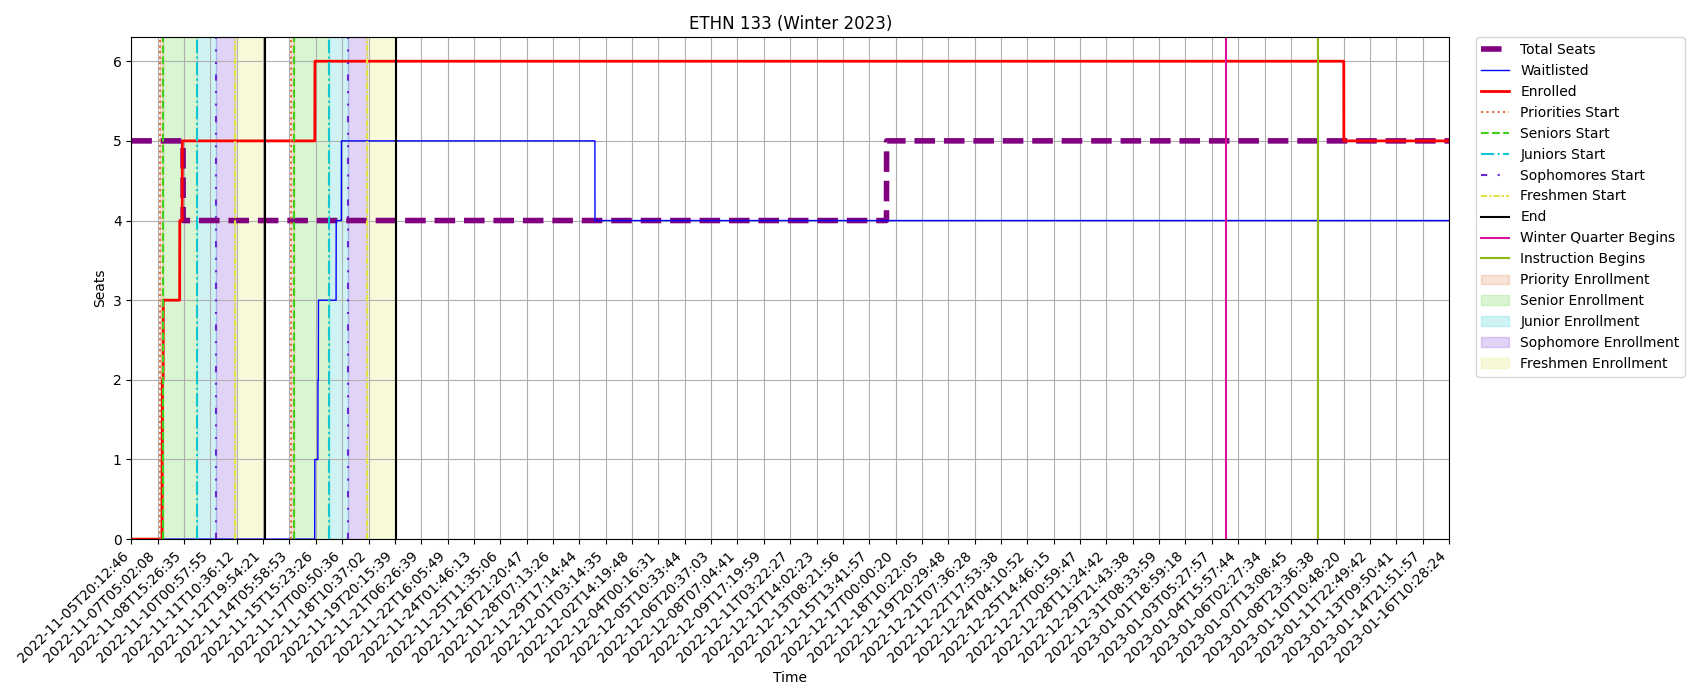 ETHN 133 (Winter 2023)
Seats
6
5
4
3
2
1
0
2022-11-05T20:12:46
2022-11-07T05:02:08
2022-11-08T15:26:35
2022-11-10T00:57:55
2022-11-11T10:36:12
2022-11-12T19:54:21
2022-11-14T05:58:53
2022-11-15T15:23:26
2022-11-17T00:50:36
2022-11-18T10:37:02
2022-11-19T20:15:39
2022-11-21T06:26:39
2022-11-22T16:05:49
2022-11-25T11:35:06
2022-11-24T01:46:13
2022-11-26T21:20:47
2022-11-28T07:13:26
2022-11-29T17:14:44
2022-12-01T03:14:35
2022-12-02T14:19:48
2022-12-04T00:16:31
2022-12-05T10:33:44
2022-12-06T20:37:03
2022-12-08T07:04:41
2022-12-09T17:19:59
2022-12-11T03:22:27
2022-12-12T14:02:23
2022-12-13T08:21:56
2022-12-15T13:41:57
2022-12-17T00:00:20
2022-12-18T10:22:05
2022-12-19T20:29:48
2022-12-21T07:36:28
2022-12-22T17:53:38
2022-12-24T04:10:52
2022-12-25T14:46:15
2022-12-27T00:59:47
2022-12-28T11:24:42
2022-12-29T21:43:38
2022-12-31T08:33:59
2023-01-01T18:59:18
2023-01-03T05:27:57
2023-01-04T15:57:44
2023-01-06T02:27:34
2023-01-07T13:08:45
2023-01-08T23:36:38
2023-01-10T10:48:20
2023-01-11T22:49:42
2023-01-13T09:50:41
2023-01-14T21:51:57
2023-01-16T10:28:24
Time
Total Seats
Waitlisted
Enrolled
Priorities Start
Seniors Start
Juniors Start
Sophomores Start
Freshmen Start
End
Winter Quarter Begins
Instruction Begins
Priority Enrollment
Senior Enrollment
Junior Enrollment
Sophomore Enrollment
Freshmen Enrollment